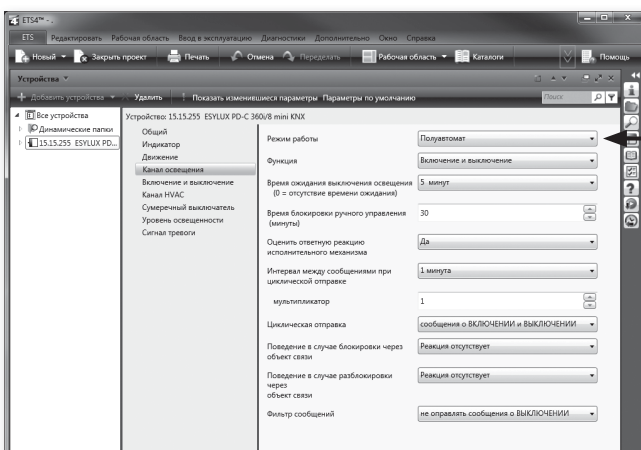 ETS4™ - .
ETS Редактировать Рабочая область Ввод в эксплуатацию Диагностики Дополнительно Окно Справка
Новый Закрыть проект Печать Отмена Переделать Рабочая область Каталоги Помощь
Устройства
Добавить устройства Удалить Показать изменившиеся параметры Параметры по умолчанию Поиск
Все устройства
Динамические папки
15.15.255 ESYLUX PD...
Устройство: 15.15.255 ESYLUX PD-C 360i/8 mini KNX
Общий
Индикатор
Движение
Канал освещения
Включение и выключение
Канал HVAC
Сумеречный выключатель
Уровень освещенности
Сигнал тревоги
Режим работы Полуавтомат
Функция Включение и выключение
Время ожидания выключения освещения 5 минут
(0 = отсутствие времени ожидания)
Время блокировки ручного управления 30
(минуты)
Оценить ответную реакцию Да
исполнительного механизма
Интервал между сообщениями при 1 минута
циклической отправке
мультипликатор 1
Циклическая отправка сообщения о ВКЛЮЧЕНИИ и ВЫКЛЮЧЕНИИ
Поведение в случае блокировки через Реакция отсутствует
объект связи
Поведение в случае разблокировки Реакция отсутствует
через
объект связи
Фильтр сообщений не оправлять сообщения о ВЫКЛЮЧЕНИИ